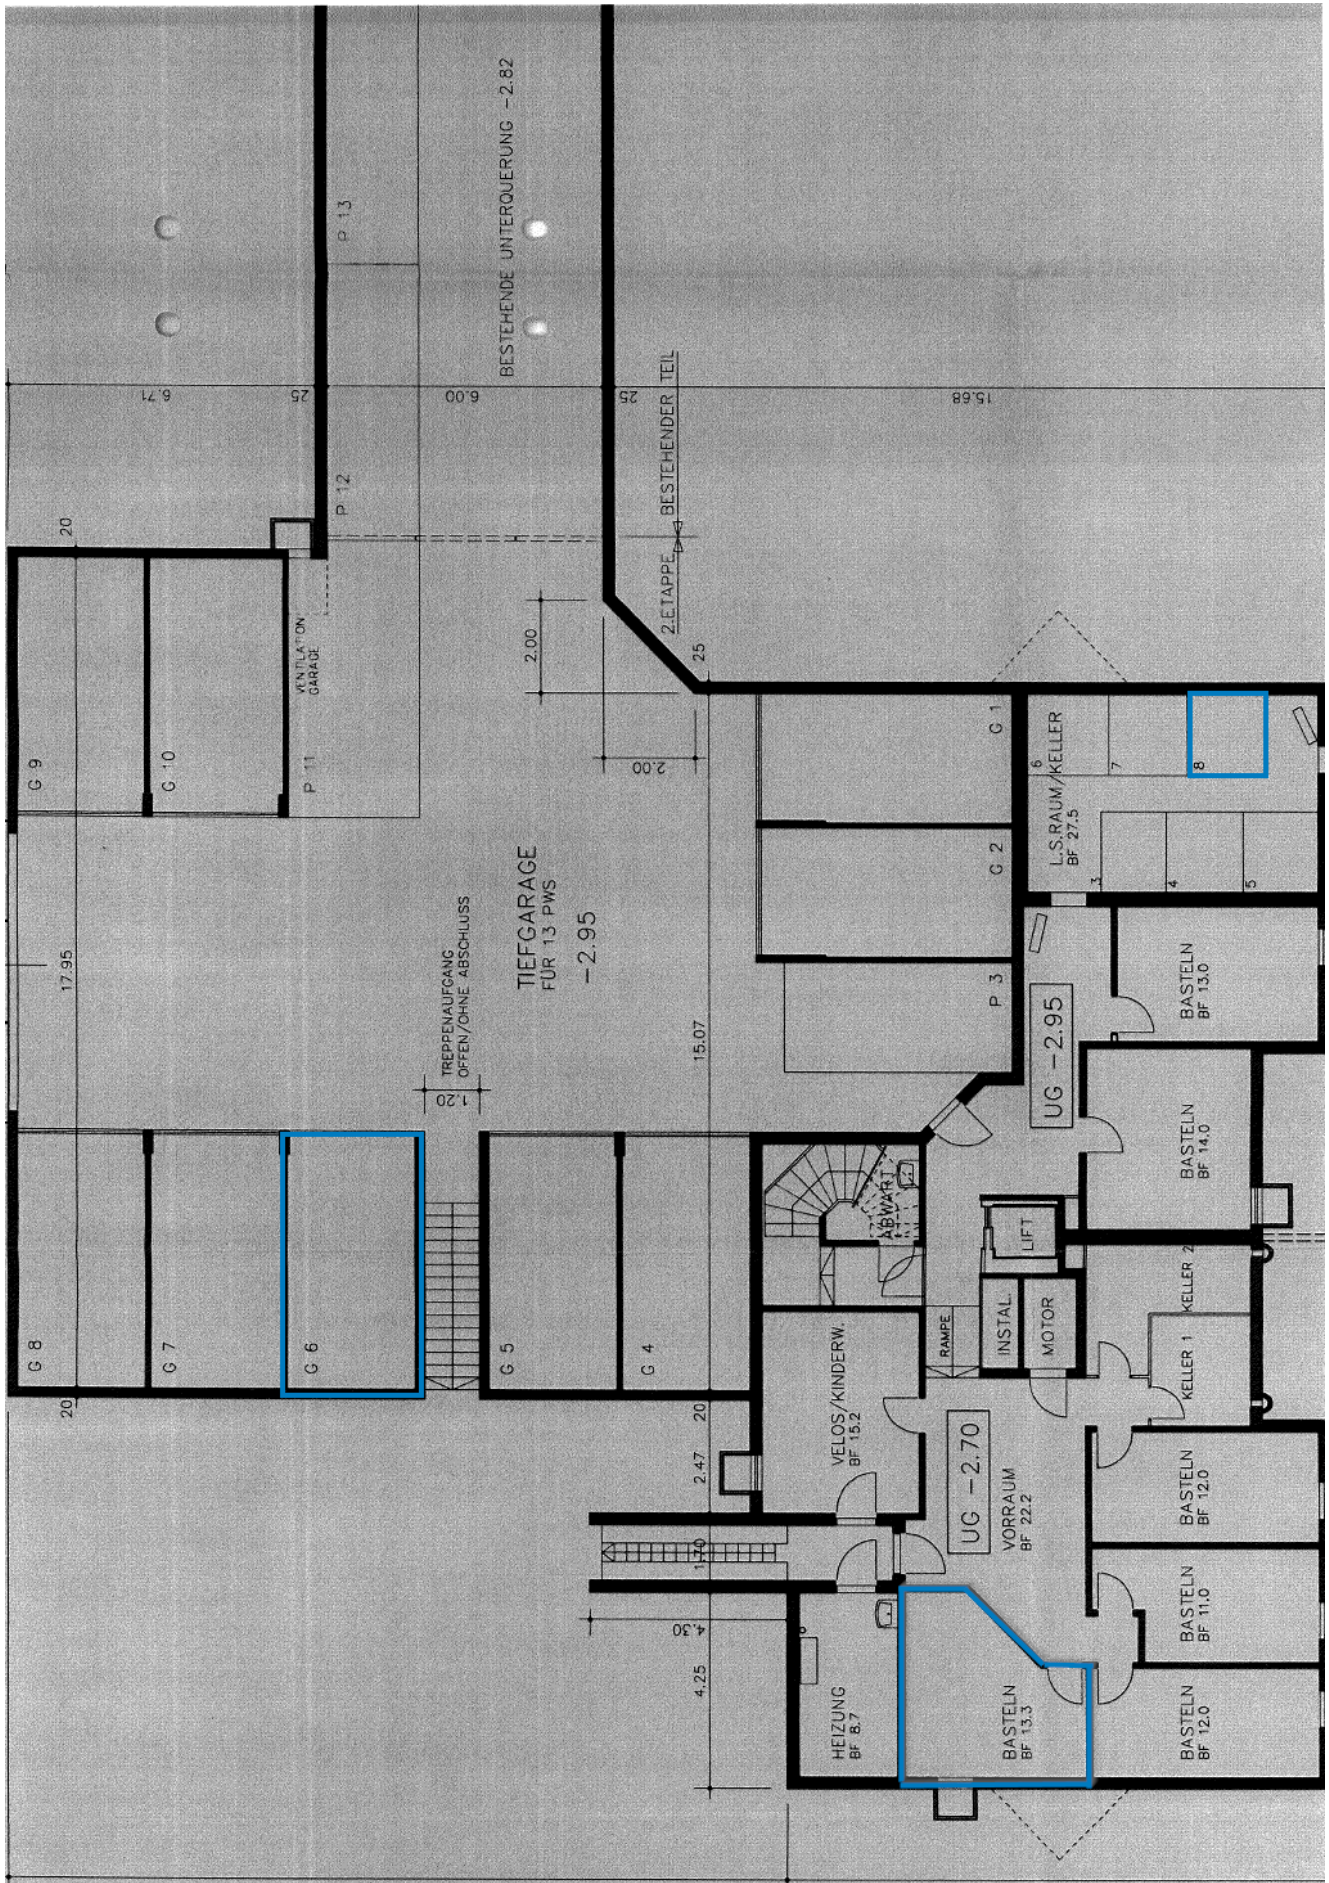 BESTEHENDE UNTERQUERUNG -2.82
P 13
6.71
25
6.00
25
15.68
P 12
20
2.ETAPPE
BESTEHENDER TEIL
VENTILATION
GARAGE
2.00
2.00
25
G 9
G 10
P 11
G 1
G 2
P 3
L.S.RAUM/KELLER
BF 27.5
6
7
8
3
4
5
17.95
TREPPENAUFGANG
OFFEN/OHNE ABSCHLUSS
1.20
TIEFGARAGE
FÜR 13 PWS
-2.95
15.07
UG -2.95
BASTELN
BF 13.0
BASTELN
BF 14.0
G 8
G 7
G 6
G 5
G 4
20
ABWART
LIFT
RAMPE
INSTAL.
MOTOR
KELLER 2
KELLER 1
VELOS/KINDERW.
BF 15.2
20
2.47
1.70
4.30
4.25
UG -2.70
VORRAUM
BF 22.2
BASTELN
BF 12.0
BASTELN
BF 11.0
BASTELN
BF 12.0
HEIZUNG
BF 8.7
BASTELN
BF 13.3